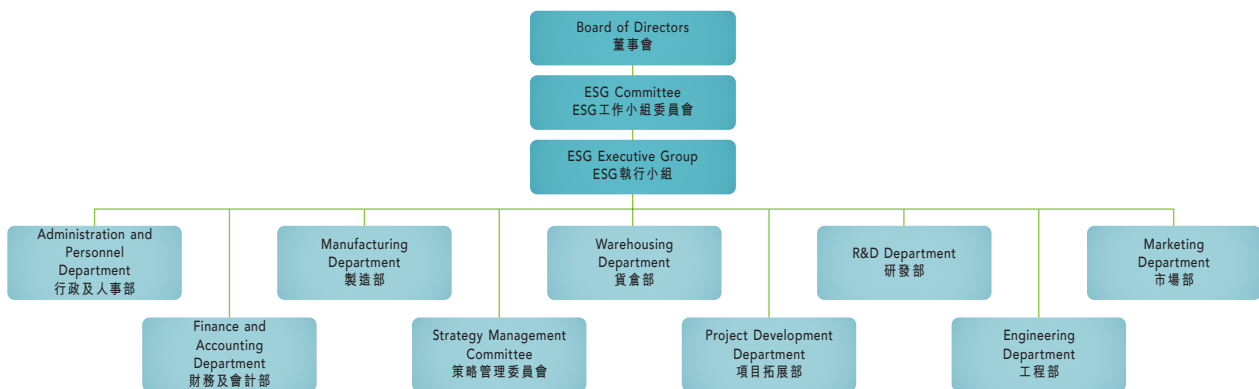 Board of Directors
董事會
ESG Committee
ESG工作小組委員會
ESG Executive Group
ESG執行小組
Administration and
Personnel
Department
行政及人事部
Manufacturing
Department
製造部
Warehousing
Department
貨倉部
R&D Department
研發部
Marketing
Department
市場部
Finance and
Accounting
Department
財務及會計部
Strategy Management
Committee
策略管理委員會
Project Development
Department
項目拓展部
Engineering
Department
工程部